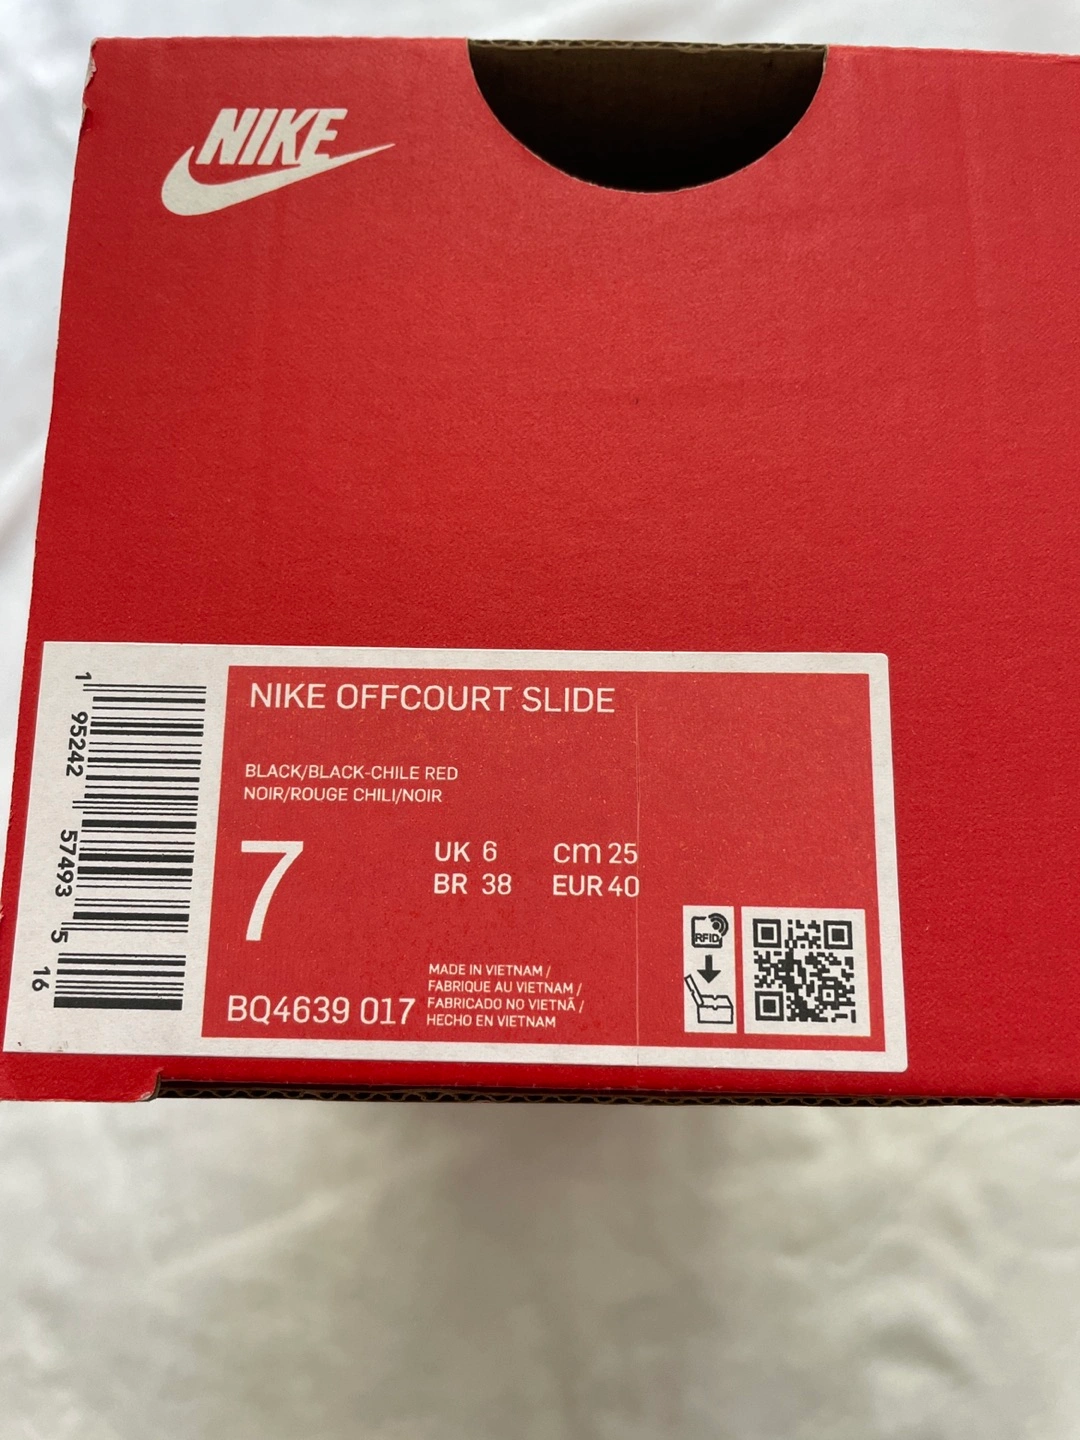 NIKE
NIKE OFFCOURT SLIDE
BLACK/BLACK-CHILE RED
NOIR/ROUGE CHILI/NOIR
7
UK 6
cm 25
BR 38
EUR 40
BQ4639 017
MADE IN VIETNAM /
FABRIQUE AU VIETNAM /
FABRICADO NO VIETNÃ /
HECHO EN VIETNAM
RFID
1 95242 57493 5 16